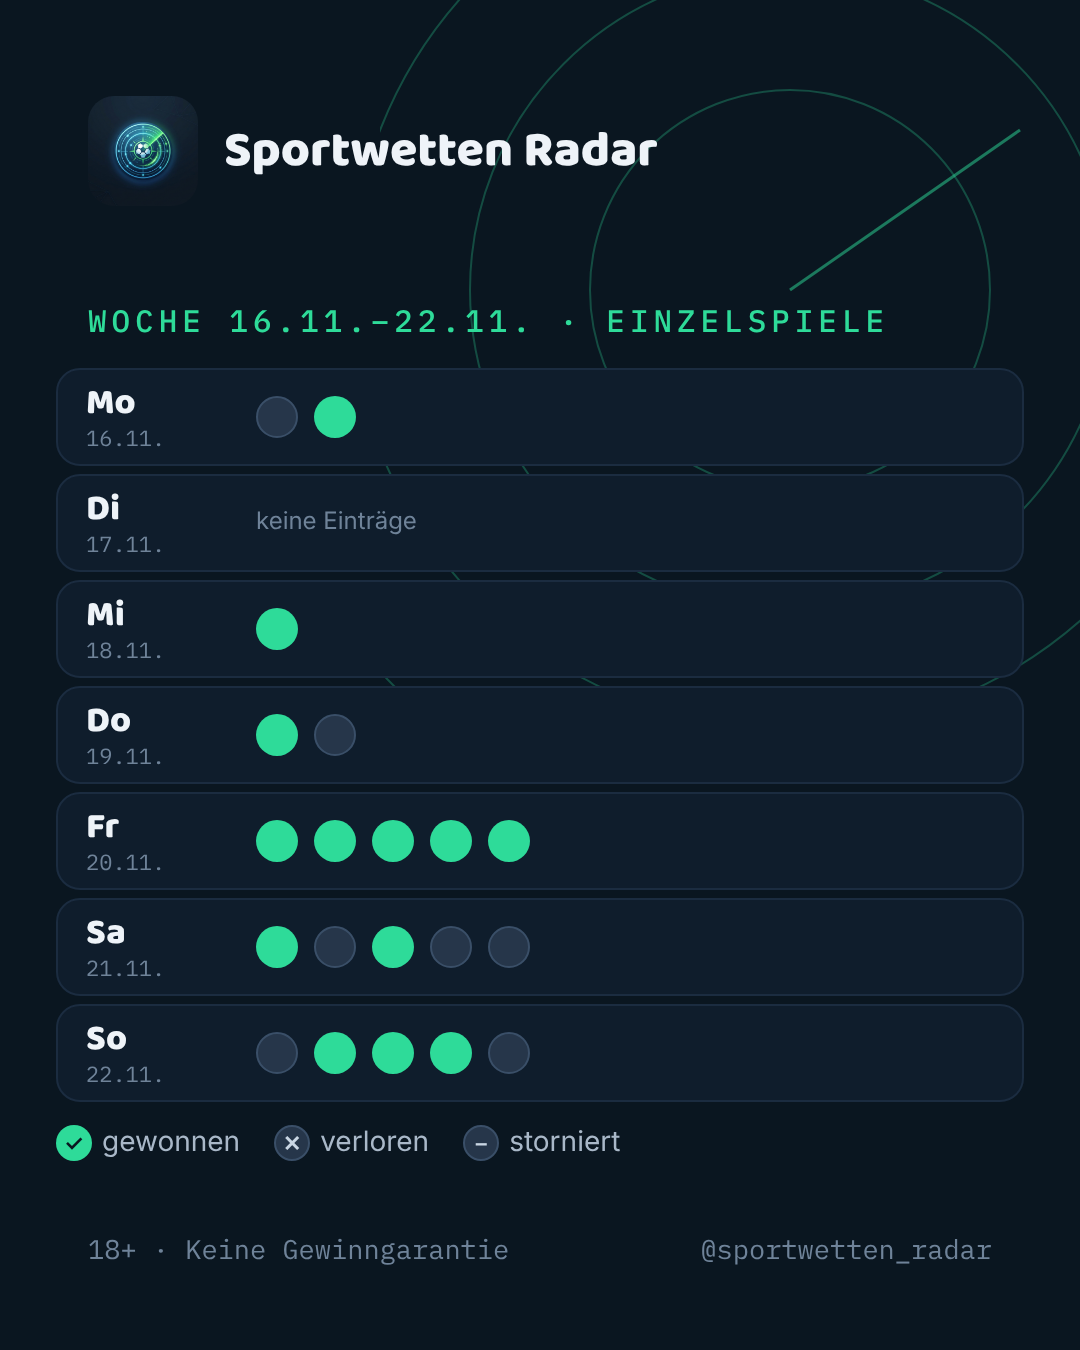 Sportwetten Radar
WOCHE 16.11.–22.11. · EINZELSPIELE
Mo
16.11.
Di
17.11.
keine Einträge
Mi
18.11.
Do
19.11.
Fr
20.11.
Sa
21.11.
So
22.11.
gewonnen verloren storniert
18+ · Keine Gewinngarantie @sportwetten_radar